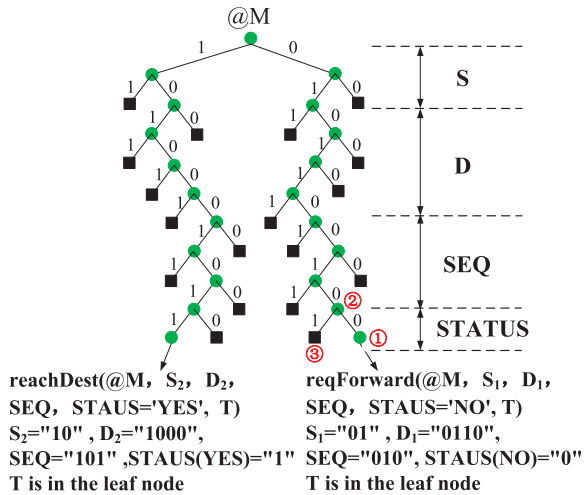 @M
1 0
1 0 1 0
S
1 0 1 0
1 0 1 0
D
1 0 1 0
1 0 1 0
1 0 1 0
1 0 1 0
SEQ
1 0 1 0
②
1 0 1 0
STATUS
①
③
reachDest(@M, S₂, D₂,
SEQ, STAUS='YES', T)
S₂="10" , D₂="1000",
SEQ="101" ,STAUS(YES)="1"
T is in the leaf node
reqForward(@M, S₁, D₁,
SEQ, STAUS='NO', T)
S₁="01" , D₁="0110",
SEQ="010", STAUS(NO)="0"
T is in the leaf node